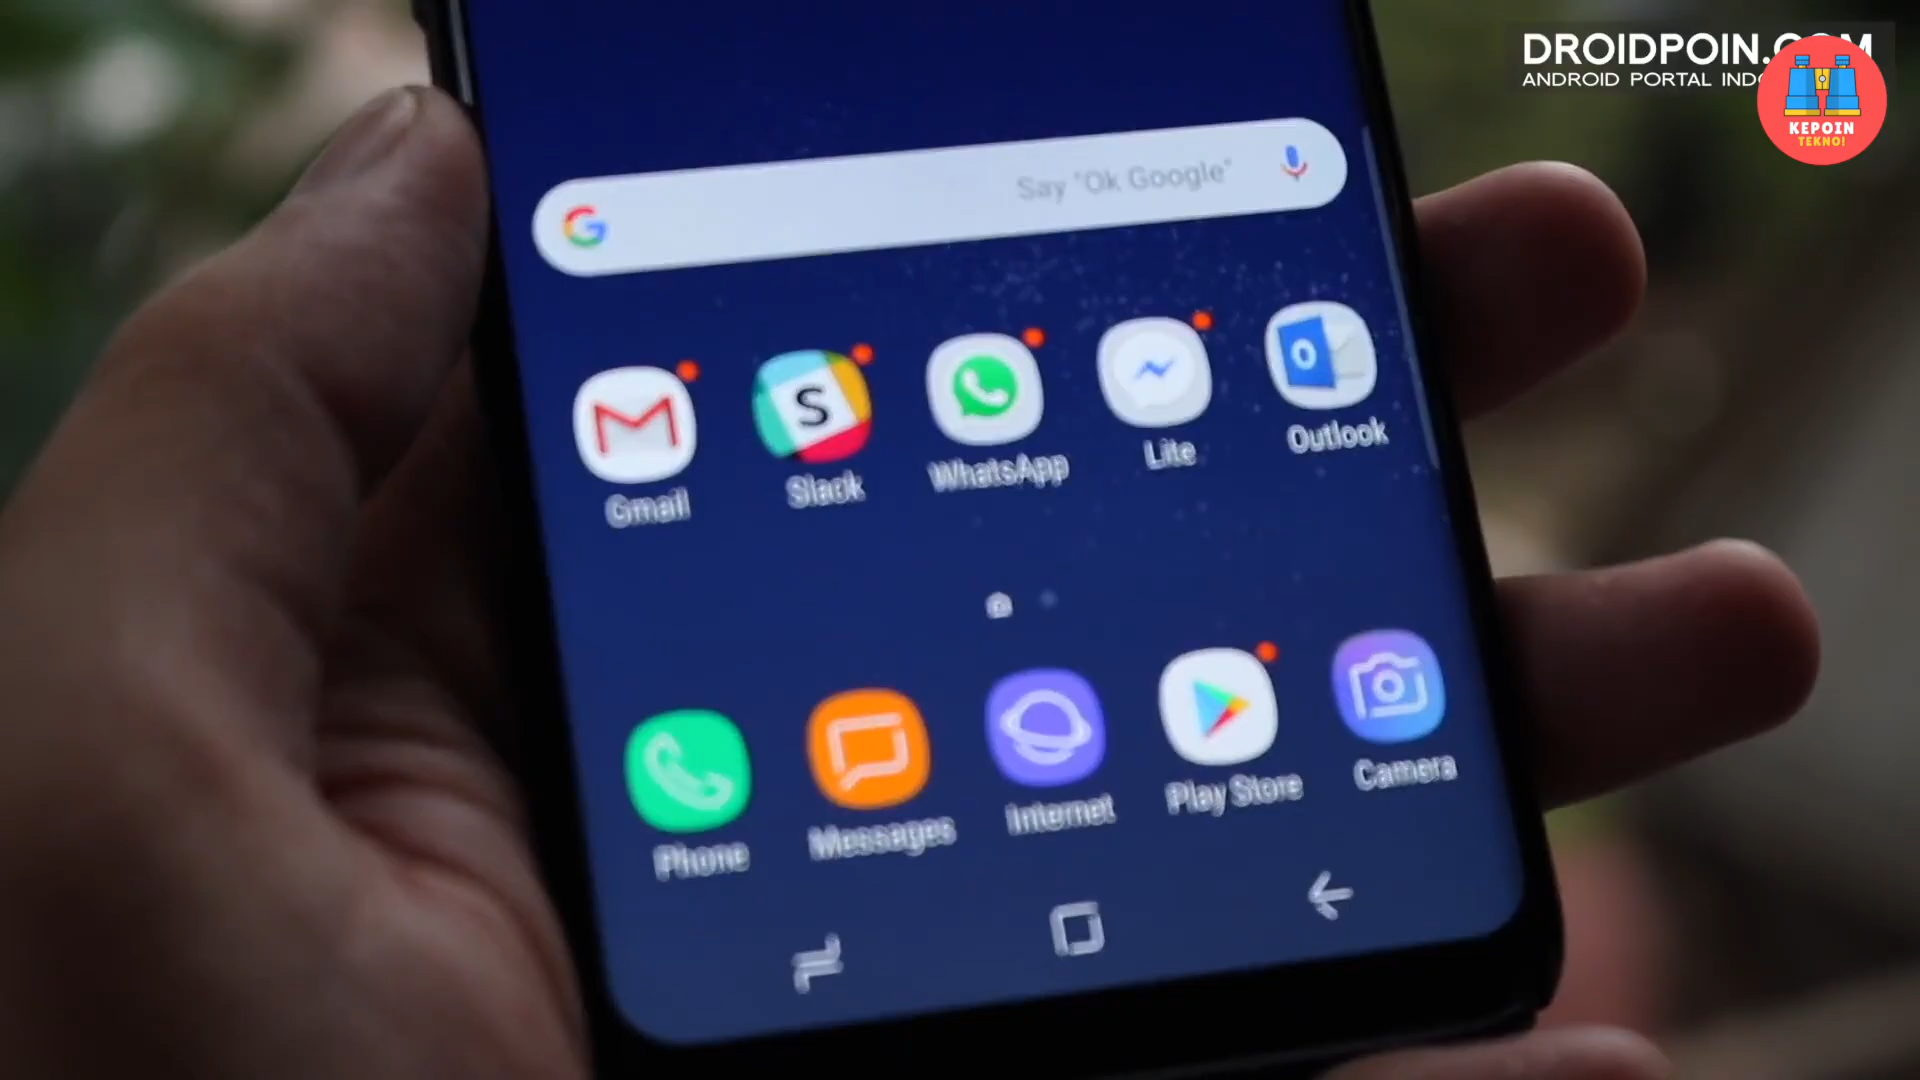 DROIDPOIN.COM
ANDROID PORTAL
KEPOIN
TEKNO!
Say "Ok Google"
Gmail
Slack
WhatsApp
Lite
Outlook
Phone
Messages
Internet
Play Store
Camera